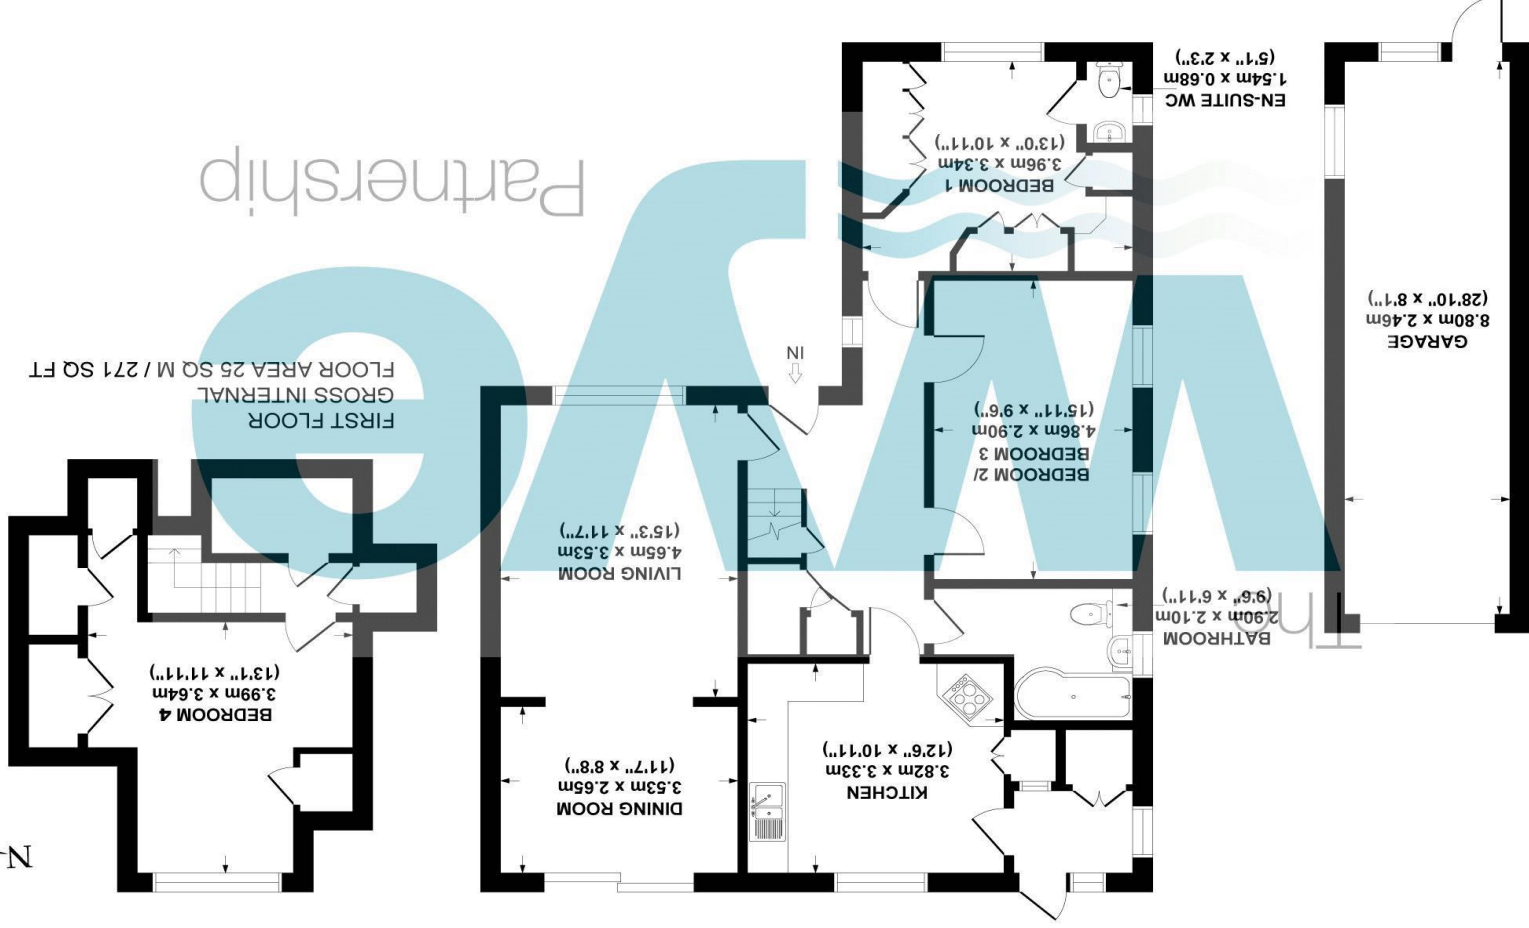 N
KITCHEN
3.82m x 3.33m
(12'6" x 10'11")
DINING ROOM
3.53m x 2.65m
(11'7" x 8'8")
BEDROOM 4
3.99m x 3.64m
(13'1" x 11'11")
BATHROOM
2.90m x 2.10m
(9'6" x 6'11")
LIVING ROOM
4.65m x 3.53m
(15'3" x 11'7")
BEDROOM 2/
BEDROOM 3
4.86m x 2.90m
(15'11" x 9'6")
FIRST FLOOR
GROSS INTERNAL
FLOOR AREA 25 SQ M / 271 SQ FT
GARAGE
8.80m x 2.46m
(28'10" x 8'1")
IN
BEDROOM 1
3.96m x 3.34m
(13'0" x 10'11")
EN-SUITE WC
1.54m x 0.68m
(5'1" x 2'3")
The
wye
Partnership